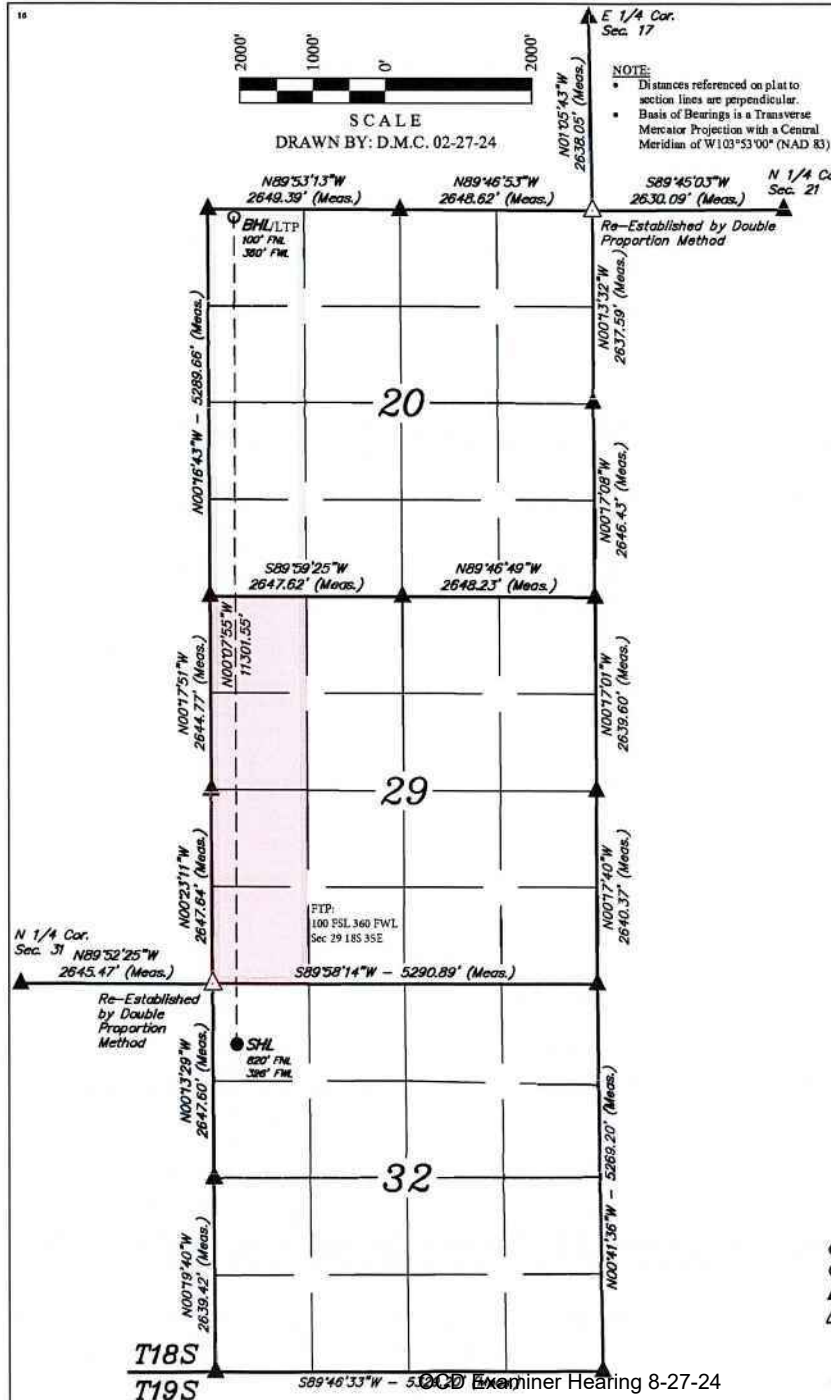 16
E 1/4 Cor.
Sec. 17
2000'
1000'
0'
2000'
SCALE
DRAWN BY: D.M.C. 02-27-24
NOTE:
• Distances referenced on plat to
section lines are perpendicular.
• Basis of Bearings is a Transverse
Mercator Projection with a Central
Meridian of W103°53'00" (NAD 83)
N01°05'43"W
2638.05' (Meas.)
N89°53'13"W
2649.39' (Meas.)
N89°46'53"W
2648.62' (Meas.)
S89°45'03"W
2630.09' (Meas.)
N 1/4 Co
Sec. 21
Re-Established by Double
Proportion Method
BHL/LTP
100' FNL
360' FWL
N00°16'43"W - 5289.66' (Meas.)
N00°13'32"W
2637.59' (Meas.)
20
N00°17'08"W
2646.43' (Meas.)
S89°59'25"W
2647.62' (Meas.)
N89°46'49"W
2648.23' (Meas.)
N00°07'55"W
11301.55'
N00°17'51"W
2644.77' (Meas.)
N00°17'01"W
2639.60' (Meas.)
29
N00°23'11"W
2647.64' (Meas.)
N00°17'40"W
2640.37' (Meas.)
FTP:
100 FSL 360 FWL
Sec 29 18S 35E
N 1/4 Cor.
Sec. 31
N89°52'25"W
2645.47' (Meas.)
S89°58'14"W - 5290.89' (Meas.)
Re-Established
by Double
Proportion
Method
SHL
820' FNL
326' FWL
N00°13'29"W
2647.60' (Meas.)
N00°41'36"W - 5269.20' (Meas.)
32
N00°19'40"W
2639.42' (Meas.)
T18S
T19S
S89°46'33"W -
OCD Examiner Hearing 8-27-24